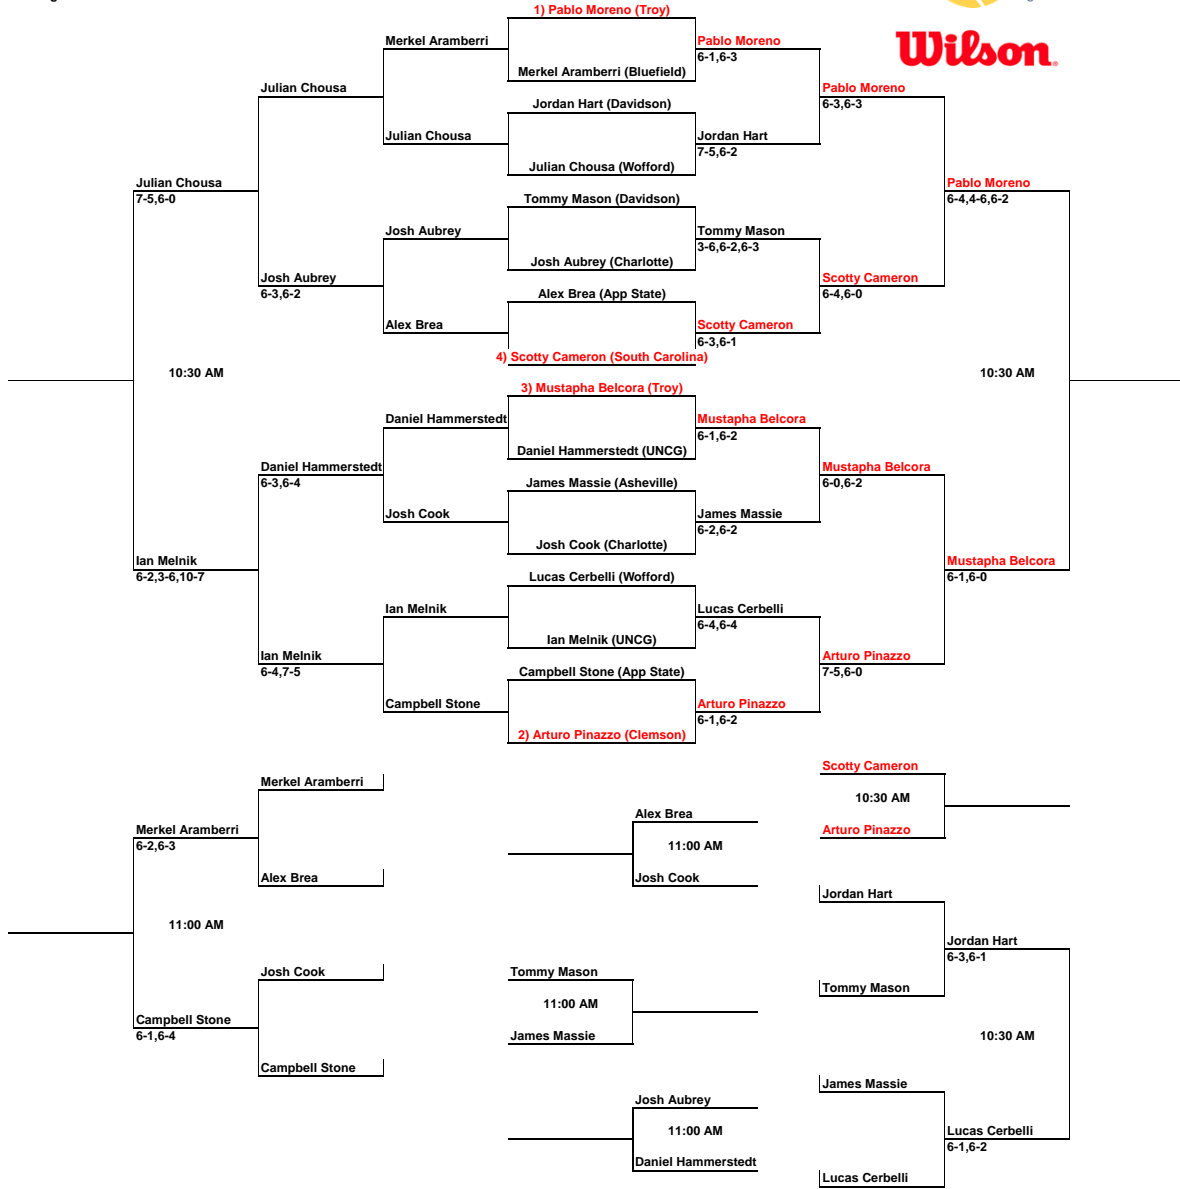 1) Pablo Moreno (Troy)
Merkel Aramberri
Pablo Moreno
Wilson
6-1,6-3
Merkel Aramberri (Bluefield)
Julian Chousa
Pablo Moreno
Jordan Hart (Davidson)
6-3,6-3
Julian Chousa
Jordan Hart
7-5,6-2
Julian Chousa (Wofford)
Julian Chousa
Pablo Moreno
7-5,6-0
Tommy Mason (Davidson)
6-4,4-6,6-2
Josh Aubrey
Tommy Mason
3-6,6-2,6-3
Josh Aubrey (Charlotte)
Josh Aubrey
Scotty Cameron
6-3,6-2
Alex Brea (App State)
6-4,6-0
Alex Brea
Scotty Cameron
6-3,6-1
4) Scotty Cameron (South Carolina)
10:30 AM
10:30 AM
3) Mustapha Belcora (Troy)
Daniel Hammerstedt
Mustapha Belcora
6-1,6-2
Daniel Hammerstedt (UNCG)
Daniel Hammerstedt
Mustapha Belcora
6-3,6-4
James Massie (Asheville)
6-0,6-2
Josh Cook
James Massie
6-2,6-2
Josh Cook (Charlotte)
Ian Melnik
Mustapha Belcora
6-2,3-6,10-7
Lucas Cerbelli (Wofford)
6-1,6-0
Ian Melnik
Lucas Cerbelli
6-4,6-4
Ian Melnik (UNCG)
Ian Melnik
Arturo Pinazzo
6-4,7-5
Campbell Stone (App State)
7-5,6-0
Campbell Stone
Arturo Pinazzo
6-1,6-2
2) Arturo Pinazzo (Clemson)
Scotty Cameron
Merkel Aramberri
10:30 AM
Alex Brea
Merkel Aramberri
Arturo Pinazzo
6-2,6-3
11:00 AM
Alex Brea
Josh Cook
Jordan Hart
11:00 AM
Jordan Hart
6-3,6-1
Josh Cook
Tommy Mason
Tommy Mason
11:00 AM
Campbell Stone
6-1,6-4
James Massie
10:30 AM
Campbell Stone
James Massie
Josh Aubrey
11:00 AM
Lucas Cerbelli
6-1,6-2
Daniel Hammerstedt
Lucas Cerbelli